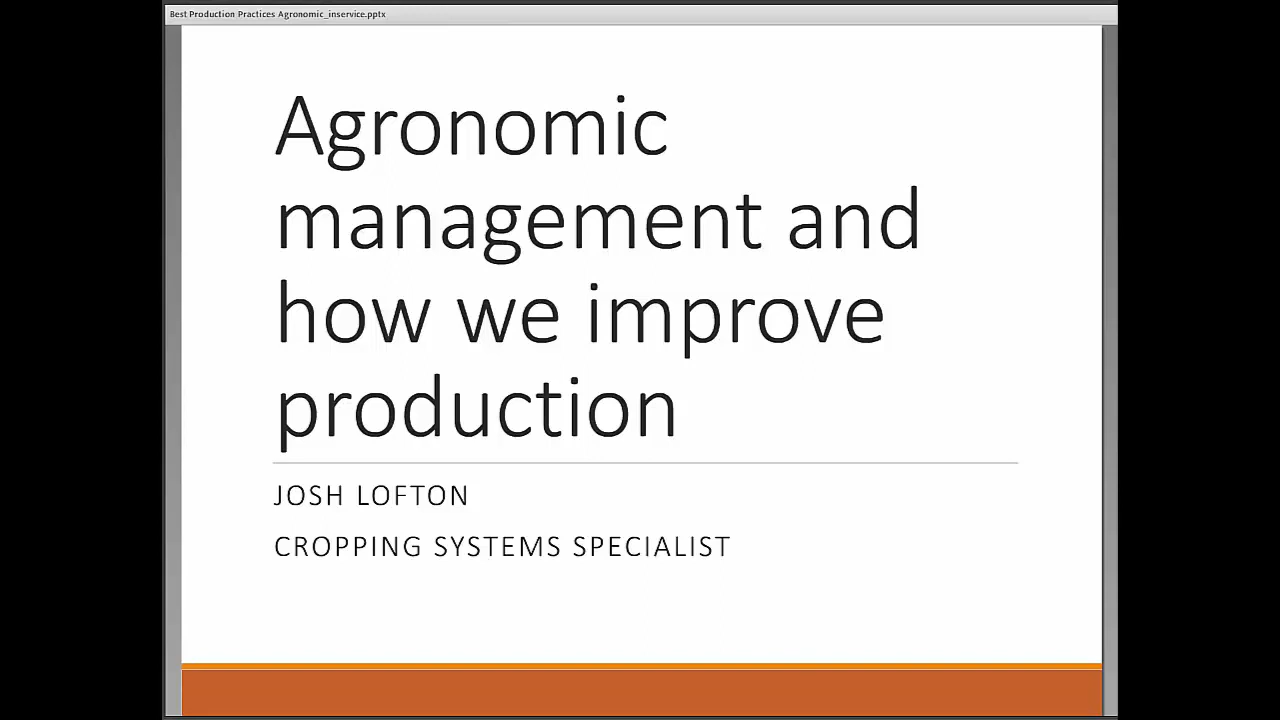 Best Production Practices Agronomic_inservice.pptx
Agronomic
management and
how we improve
production
JOSH LOFTON
CROPPING SYSTEMS SPECIALIST